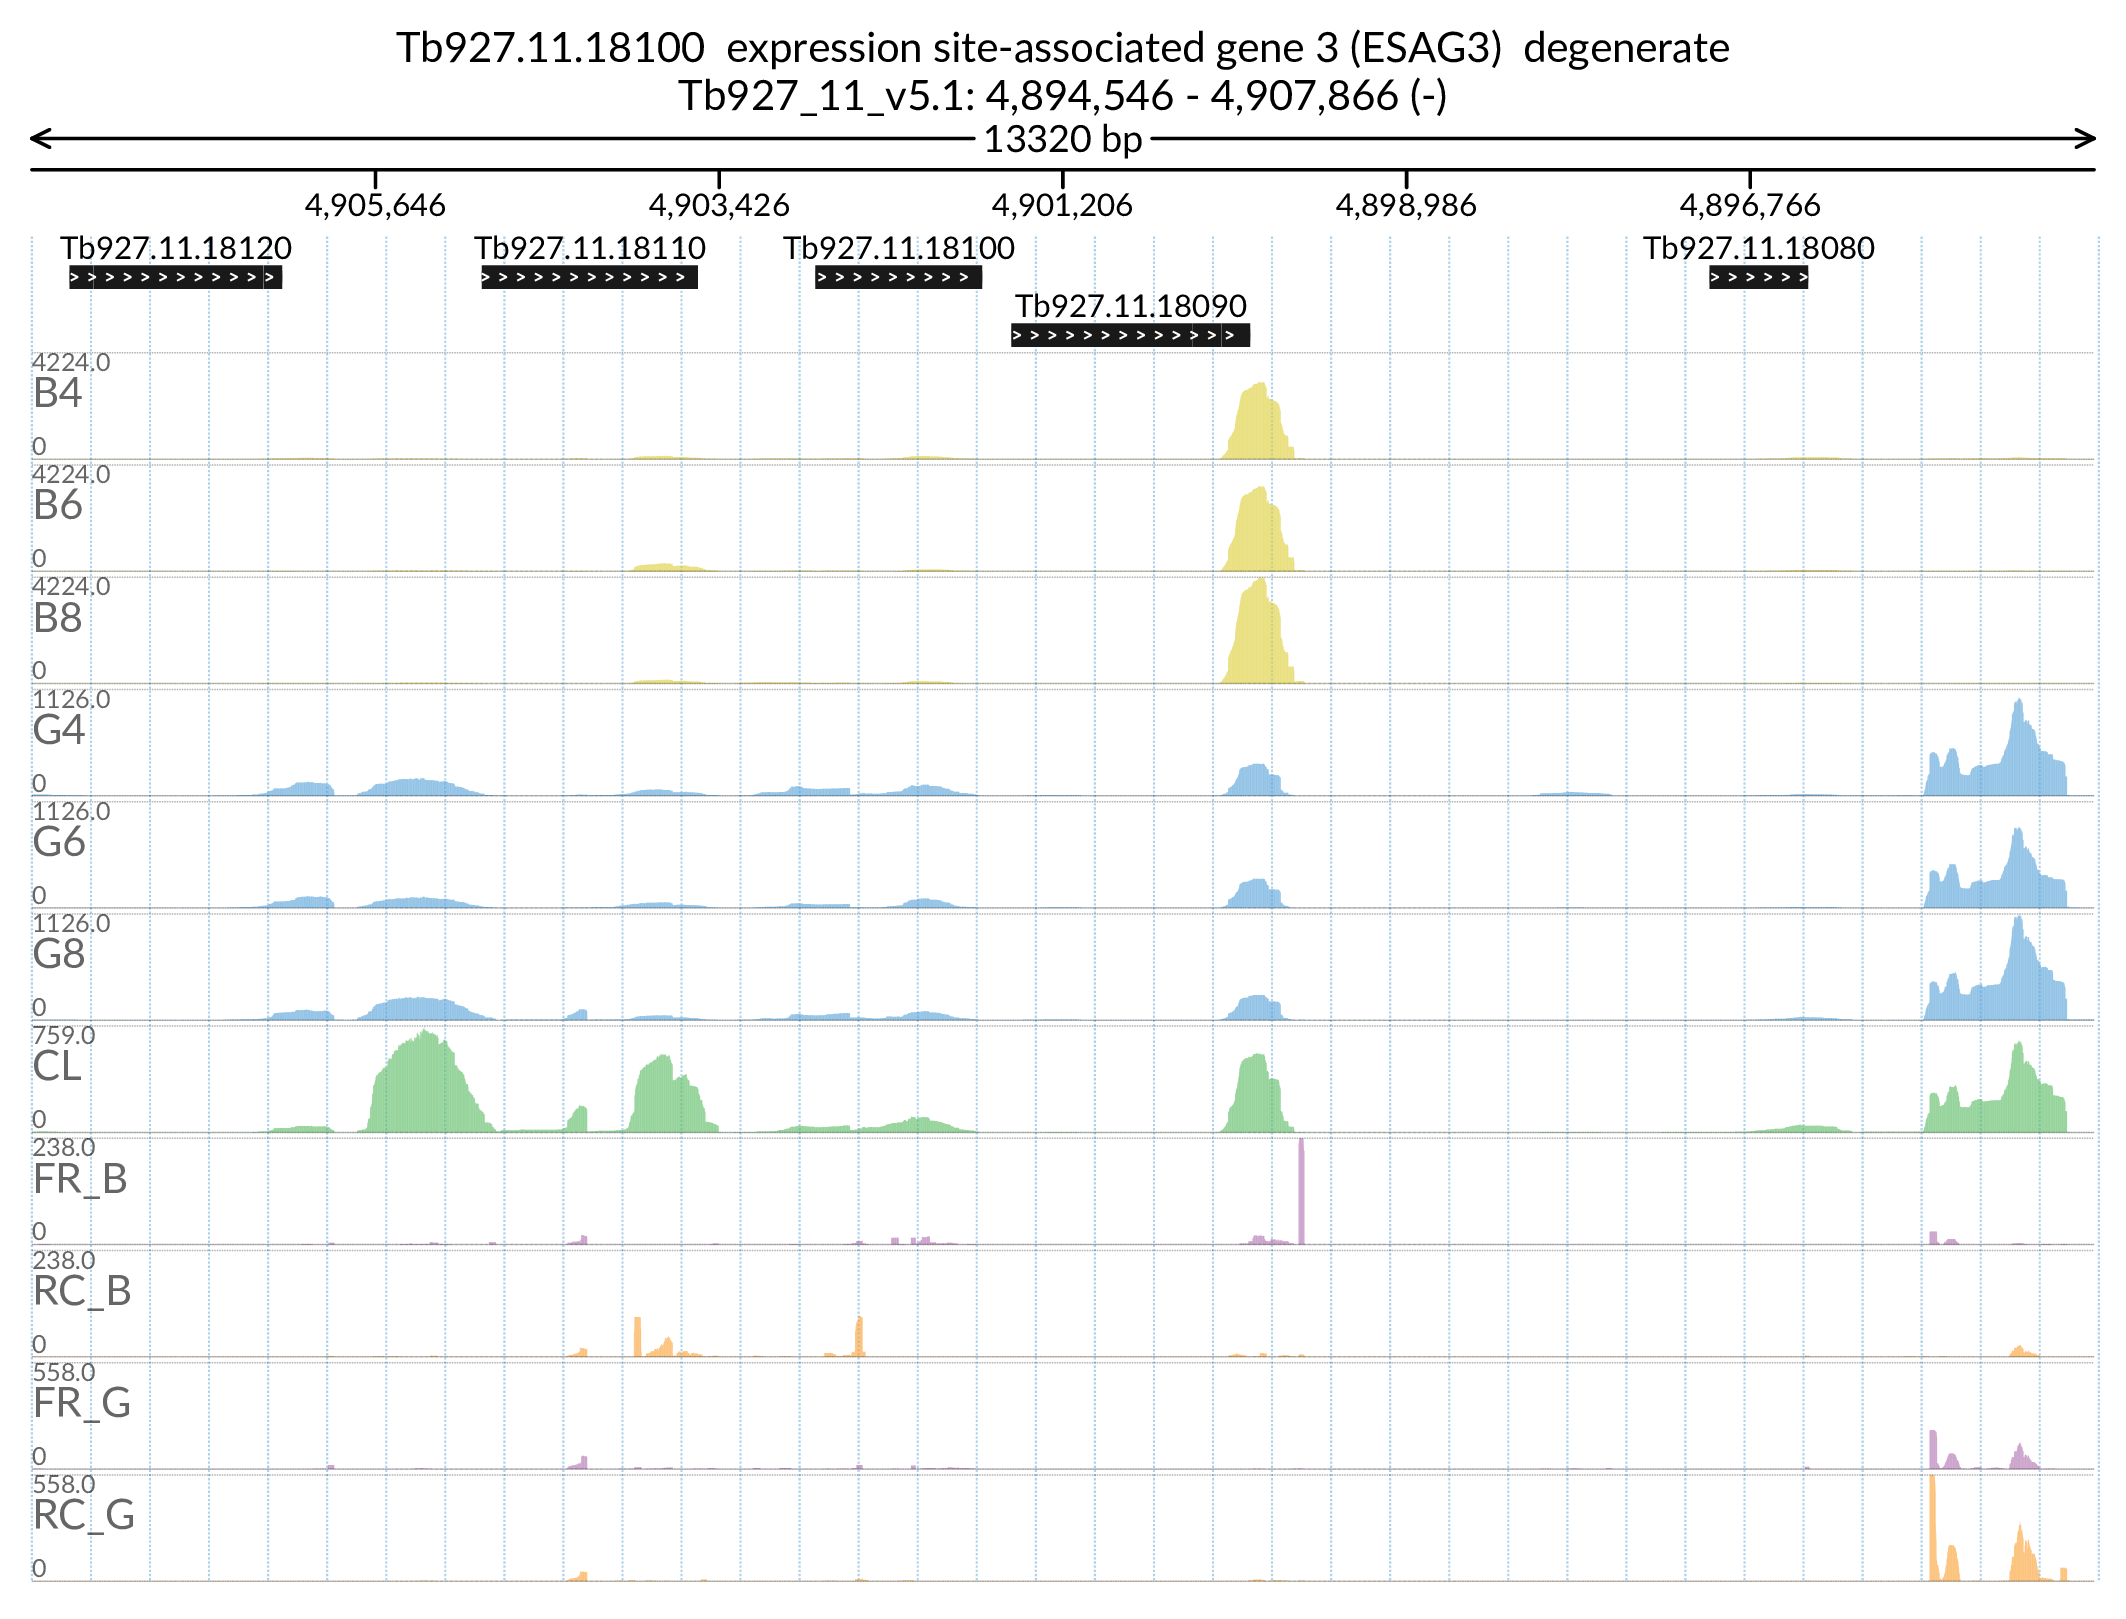 Tb927.11.18100 expression site-associated gene 3 (ESAG3) degenerate
Tb927_11_v5.1: 4,894,546 - 4,907,866 (-)
13320 bp
4,905,646 4,903,426 4,901,206 4,898,986 4,896,766
Tb927.11.18120 Tb927.11.18110 Tb927.11.18100 Tb927.11.18080
Tb927.11.18090
4224.0
B4
0
4224.0
B6
0
4224.0
B8
0
1126.0
G4
0
1126.0
G6
0
1126.0
G8
0
759.0
CL
0
238.0
FR_B
0
238.0
RC_B
0
558.0
FR_G
0
558.0
RC_G
0